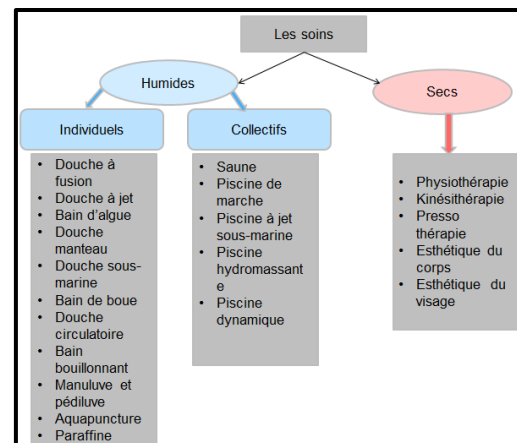 Les soins
Humides
Secs
Individuels
Collectifs
• Douche à
fusion
• Douche à jet
• Bain d'algue
• Douche
manteau
• Douche sous-
marine
• Bain de boue
• Douche
circulatoire
• Bain
bouillonnant
• Manuluve et
pédiluve
• Aquapuncture
• Paraffine
• Saune
• Piscine de
marche
• Piscine à jet
sous-marine
• Piscine
hydromassant
e
• Piscine
dynamique
• Physiothérapie
• Kinésithérapie
• Presso
thérapie
• Esthétique du
corps
• Esthétique du
visage